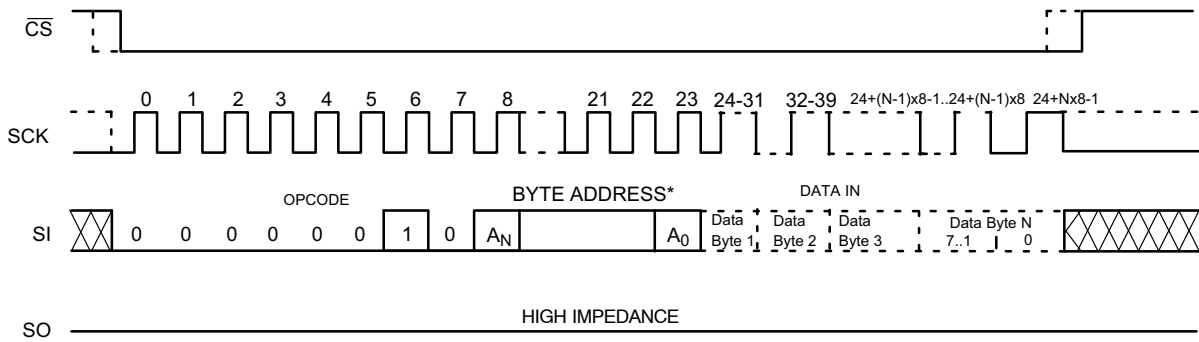 CS
0 1 2 3 4 5 6 7 8 21 22 23 24-31 32-39 24+(N-1)x8-1..24+(N-1)x8 24+Nx8-1
SCK
OPCODE BYTE ADDRESS* DATA IN
SI 0 0 0 0 0 0 1 0 AN A0 Data Byte 1 Data Byte 2 Data Byte 3 Data Byte N 7..1 0
HIGH IMPEDANCE
SO